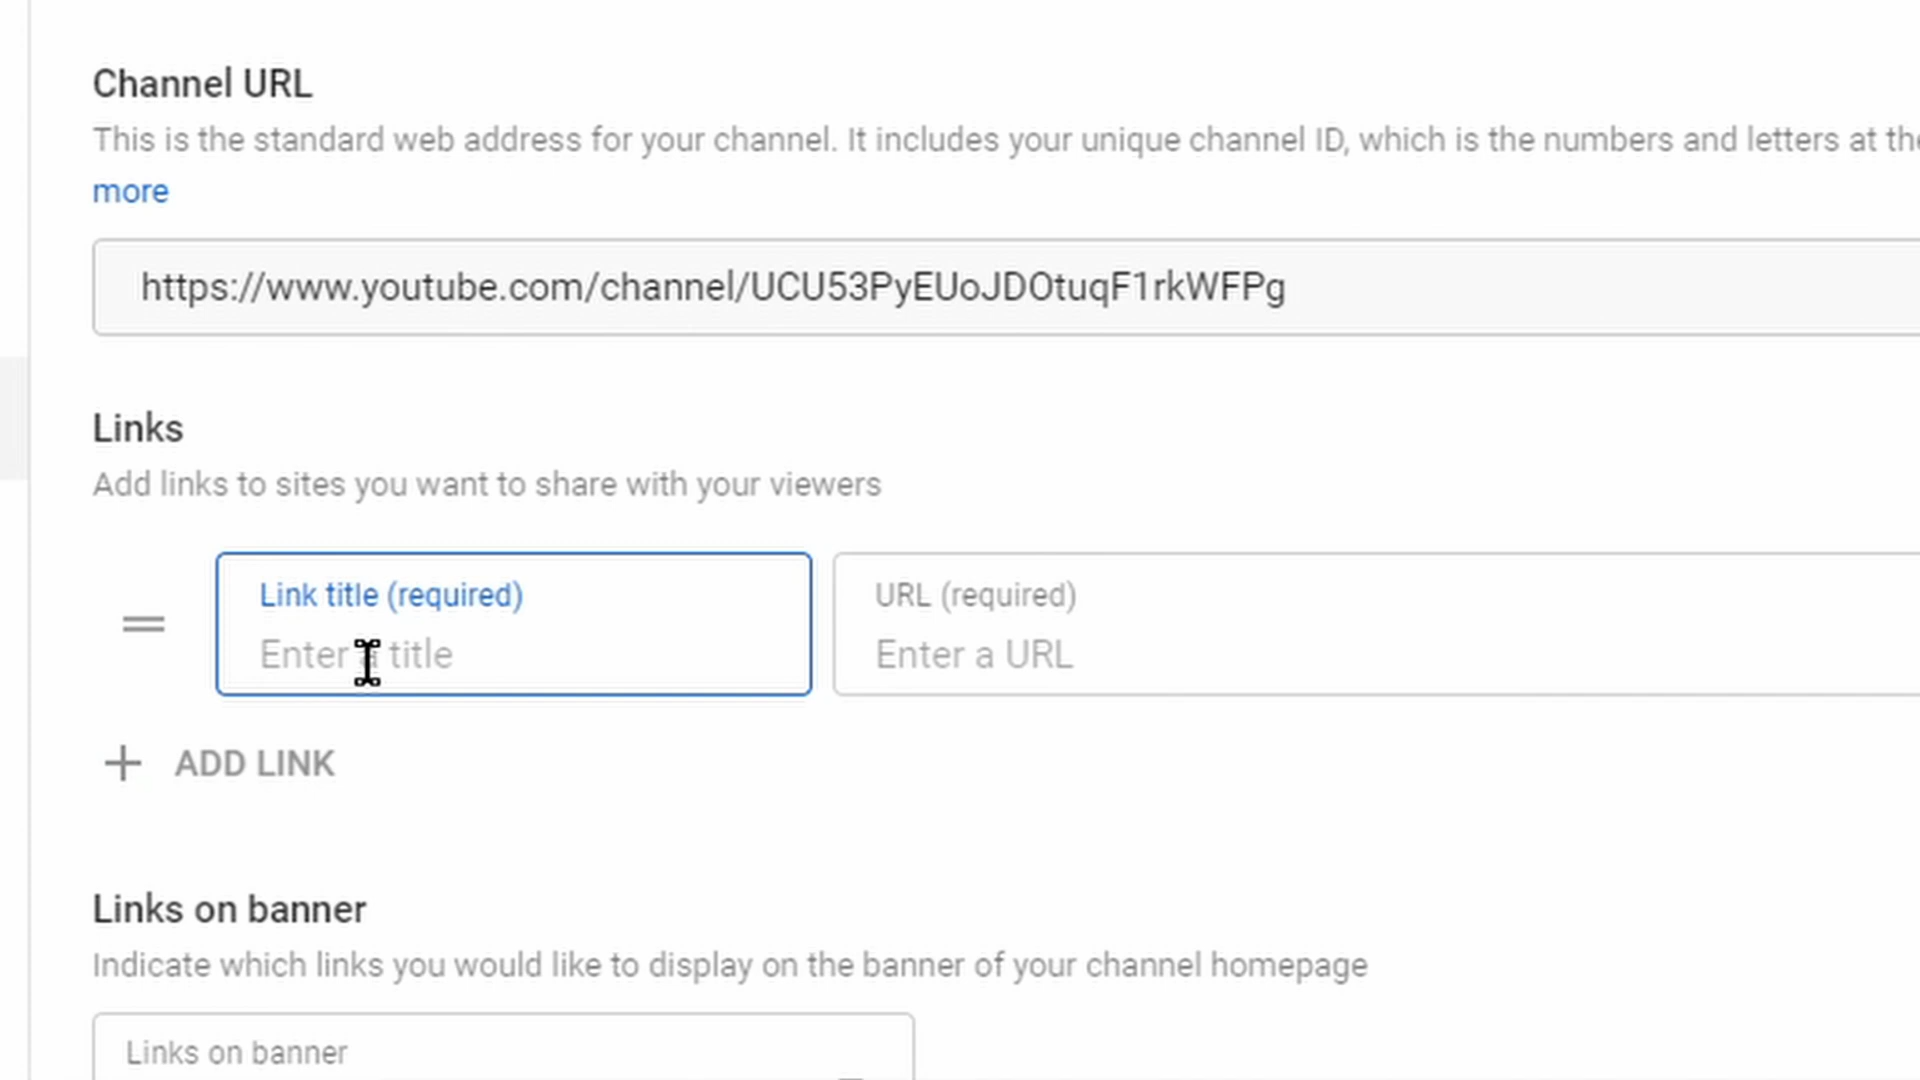 Channel URL
This is the standard web address for your channel. It includes your unique channel ID, which is the numbers and letters at the
more
https://www.youtube.com/channel/UCU53PyEUoJDOtuqF1rkWFPg
Links
Add links to sites you want to share with your viewers
Link title (required)
URL (required)
Enter a title
Enter a URL
ADD LINK
Links on banner
Indicate which links you would like to display on the banner of your channel homepage
Links on banner